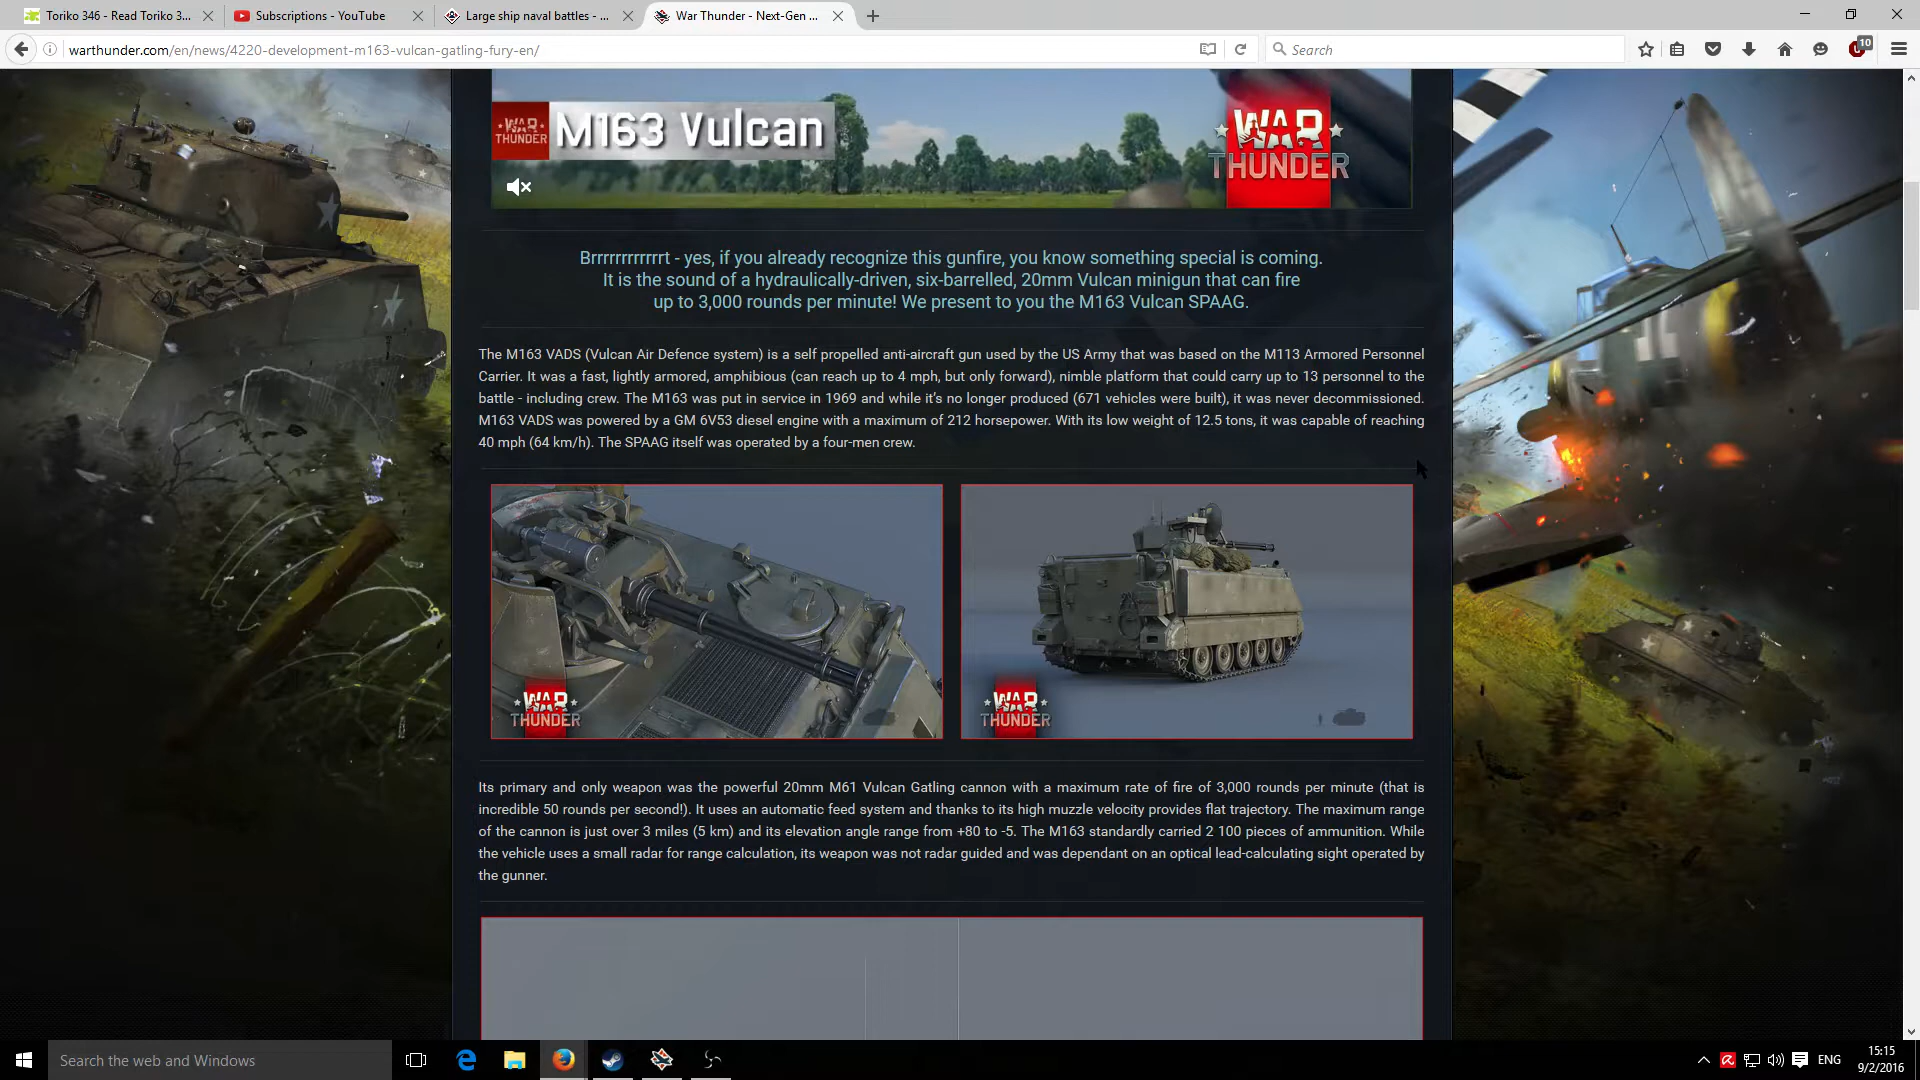 Toriko 346 - Read Toriko 3...
Subscriptions - YouTube
Large ship naval battles - ...
War Thunder - Next-Gen ...
warthunder.com/en/news/4220-development-m163-vulcan-gatling-fury-en/
Search
10
WAR THUNDER
M163 Vulcan
WAR
THUNDER
Brrrrrrrrrrrrt - yes, if you already recognize this gunfire, you know something special is coming.
It is the sound of a hydraulically-driven, six-barrelled, 20mm Vulcan minigun that can fire
up to 3,000 rounds per minute! We present to you the M163 Vulcan SPAAG.
The M163 VADS (Vulcan Air Defence system) is a self propelled anti-aircraft gun used by the US Army that was based on the M113 Armored Personnel
Carrier. It was a fast, lightly armored, amphibious (can reach up to 4 mph, but only forward), nimble platform that could carry up to 13 personnel to the
battle - including crew. The M163 was put in service in 1969 and while it's no longer produced (671 vehicles were built), it was never decommissioned.
M163 VADS was powered by a GM 6V53 diesel engine with a maximum of 212 horsepower. With its low weight of 12.5 tons, it was capable of reaching
40 mph (64 km/h). The SPAAG itself was operated by a four-men crew.
WAR
THUNDER
WAR
THUNDER
Its primary and only weapon was the powerful 20mm M61 Vulcan Gatling cannon with a maximum rate of fire of 3,000 rounds per minute (that is
incredible 50 rounds per second!). It uses an automatic feed system and thanks to its high muzzle velocity provides flat trajectory. The maximum range
of the cannon is just over 3 miles (5 km) and its elevation angle range from +80 to -5. The M163 standardly carried 2 100 pieces of ammunition. While
the vehicle uses a small radar for range calculation, its weapon was not radar guided and was dependant on an optical lead-calculating sight operated by
the gunner.
Search the web and Windows
ENG
15:15
9/2/2016